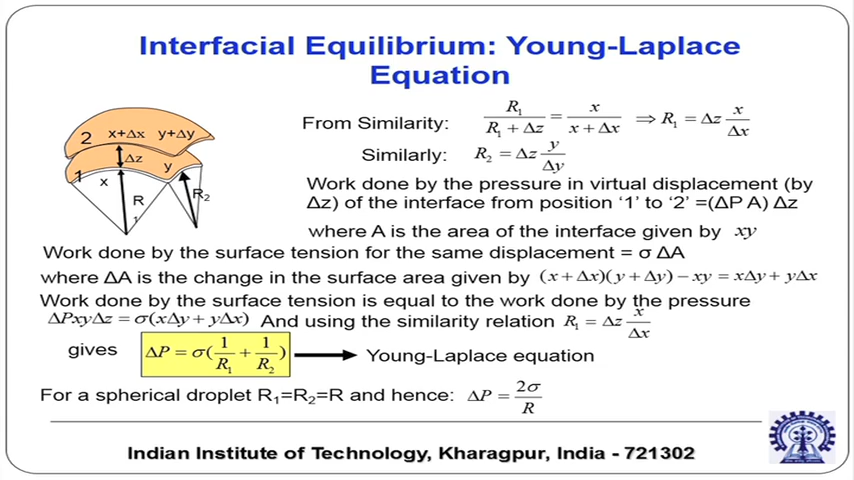 Interfacial Equilibrium: Young-Laplace
Equation
2 x+Δx y+Δy
Δz
1 x y
R1
R2
From Similarity: R₁/(R₁ + Δz) = x/(x + Δx) ⇒ R₁ = Δz x/Δx
Similarly: R₂ = Δz y/Δy
Work done by the pressure in virtual displacement (by
Δz) of the interface from position '1' to '2' =(ΔP A) Δz
where A is the area of the interface given by xy
Work done by the surface tension for the same displacement = σ ΔA
where ΔA is the change in the surface area given by (x + Δx)(y + Δy) − xy = xΔy + yΔx
Work done by the surface tension is equal to the work done by the pressure
ΔPxyΔz = σ(xΔy + yΔx) And using the similarity relation R₁ = Δz x/Δx
gives ΔP = σ(1/R₁ + 1/R₂) Young-Laplace equation
For a spherical droplet R₁=R₂=R and hence: ΔP = 2σ/R
Indian Institute of Technology, Kharagpur, India - 721302